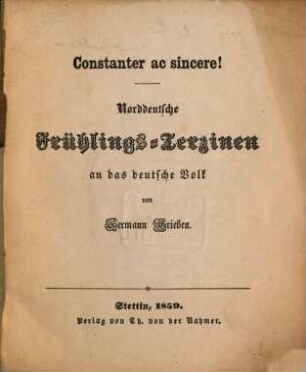 Constanter ac sincere!
Norddeutsche
Frühlings-Terzinen
an das deutsche Volk
von
Hermann Grieben.
Stettin, 1859.
Verlag von Th. von der Nahmer.